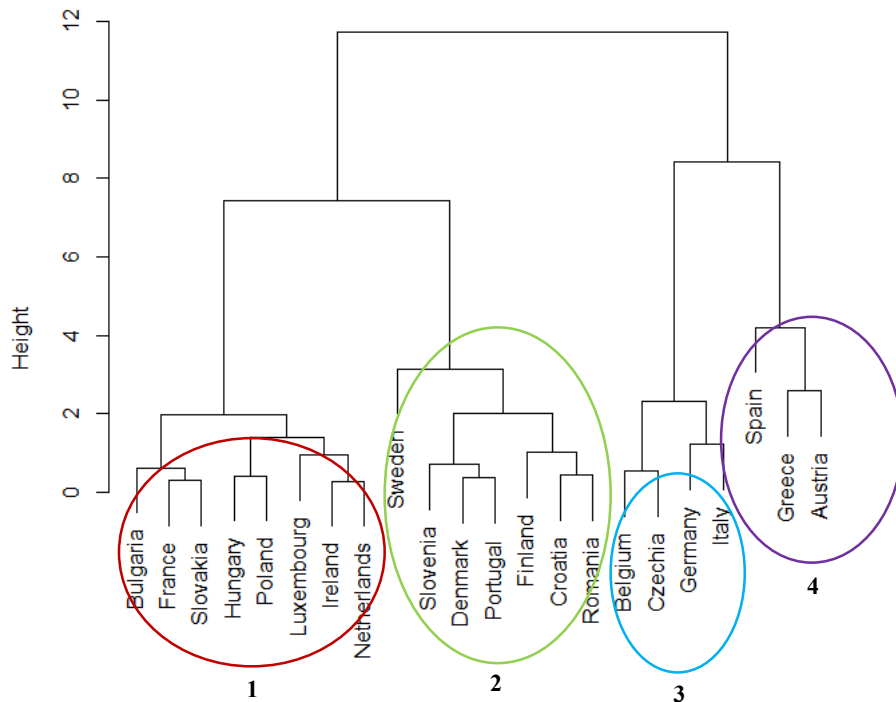 Height
12
10
8
6
4
2
0
Bulgaria
France
Slovakia
Hungary
Poland
Luxembourg
Ireland
Netherlands
Sweden
Slovenia
Denmark
Portugal
Finland
Croatia
Romania
Belgium
Czechia
Germany
Italy
Spain
Greece
Austria
1
2
3
4